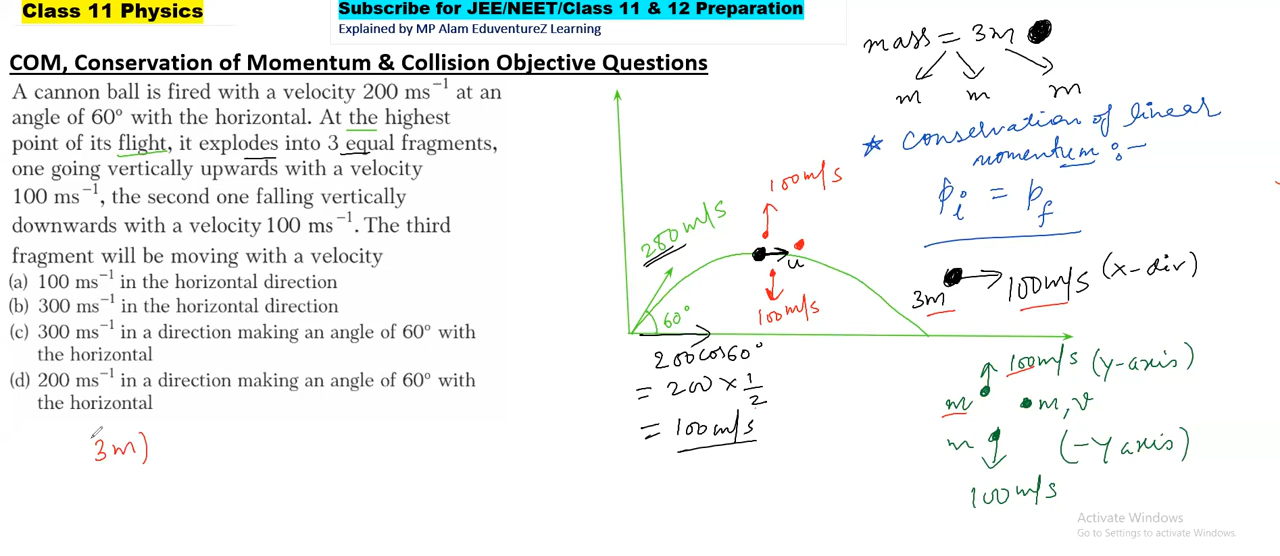 Class 11 Physics
Subscribe for JEE/NEET/Class 11 & 12 Preparation
Explained by MP Alam EduventureZ Learning
COM, Conservation of Momentum & Collision Objective Questions
A cannon ball is fired with a velocity 200 ms⁻¹ at an
angle of 60° with the horizontal. At the highest
point of its flight, it explodes into 3 equal fragments,
one going vertically upwards with a velocity
100 ms⁻¹, the second one falling vertically
downwards with a velocity 100 ms⁻¹. The third
fragment will be moving with a velocity
(a) 100 ms⁻¹ in the horizontal direction
(b) 300 ms⁻¹ in the horizontal direction
(c) 300 ms⁻¹ in a direction making an angle of 60° with
the horizontal
(d) 200 ms⁻¹ in a direction making an angle of 60° with
the horizontal
3m)
200m/s
60°
100m/s
u
100m/s
200cos60°
= 200 × 1/2
= 100m/s
mass = 3m
m m m
* Conservation of linear
momentum :-
Pi = Pf
3m 100m/s (x-dir)
100m/s (y-axis)
m
m, v
m (-Y axis)
100m/s
Activate Windows
Go to Settings to activate Windows.